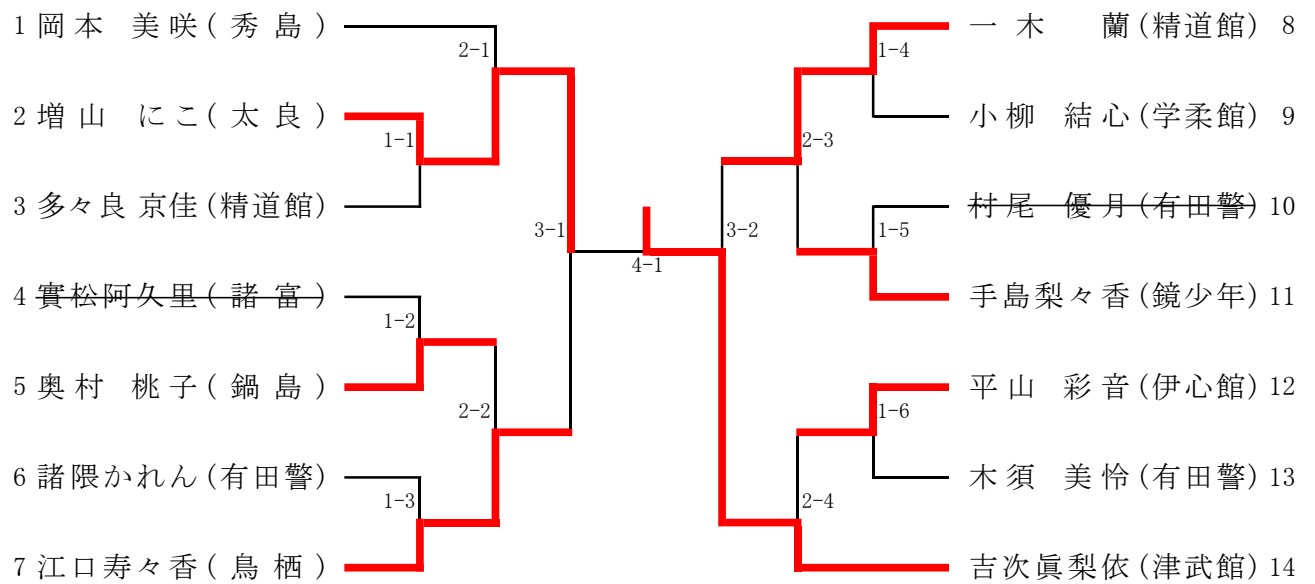 1 岡本 美咲 (秀島)
2 増山 にこ (太良)
3 多々良 京佳 (精道館)
4 實松阿久里 (諸富)
5 奥村 桃子 (鍋島)
6 諸隈かれん (有田警)
7 江口寿々香 (鳥栖)
2-1
1-1
3-1
1-2
2-2
1-3
4-1
3-2
1-4
2-3
1-5
1-6
2-4
一木 蘭 (精道館) 8
小柳 結心 (学柔館) 9
村尾 優月 (有田警) 10
手島梨々香 (鏡少年) 11
平山 彩音 (伊心館) 12
木須 美怜 (有田警) 13
吉次眞梨依 (津武館) 14